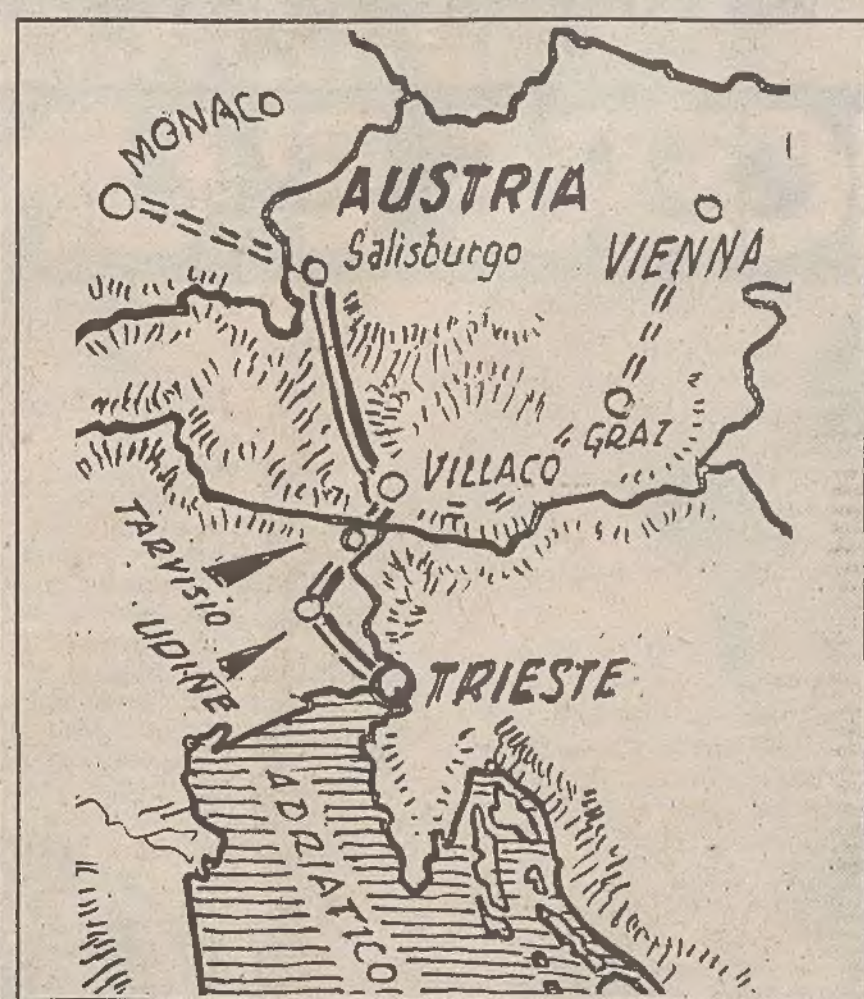 MONACO
AUSTRIA
Salisburgo
VIENNA
GRAZ
VILLACO
TARVISIO
UDINE
TRIESTE
ADRIATICO